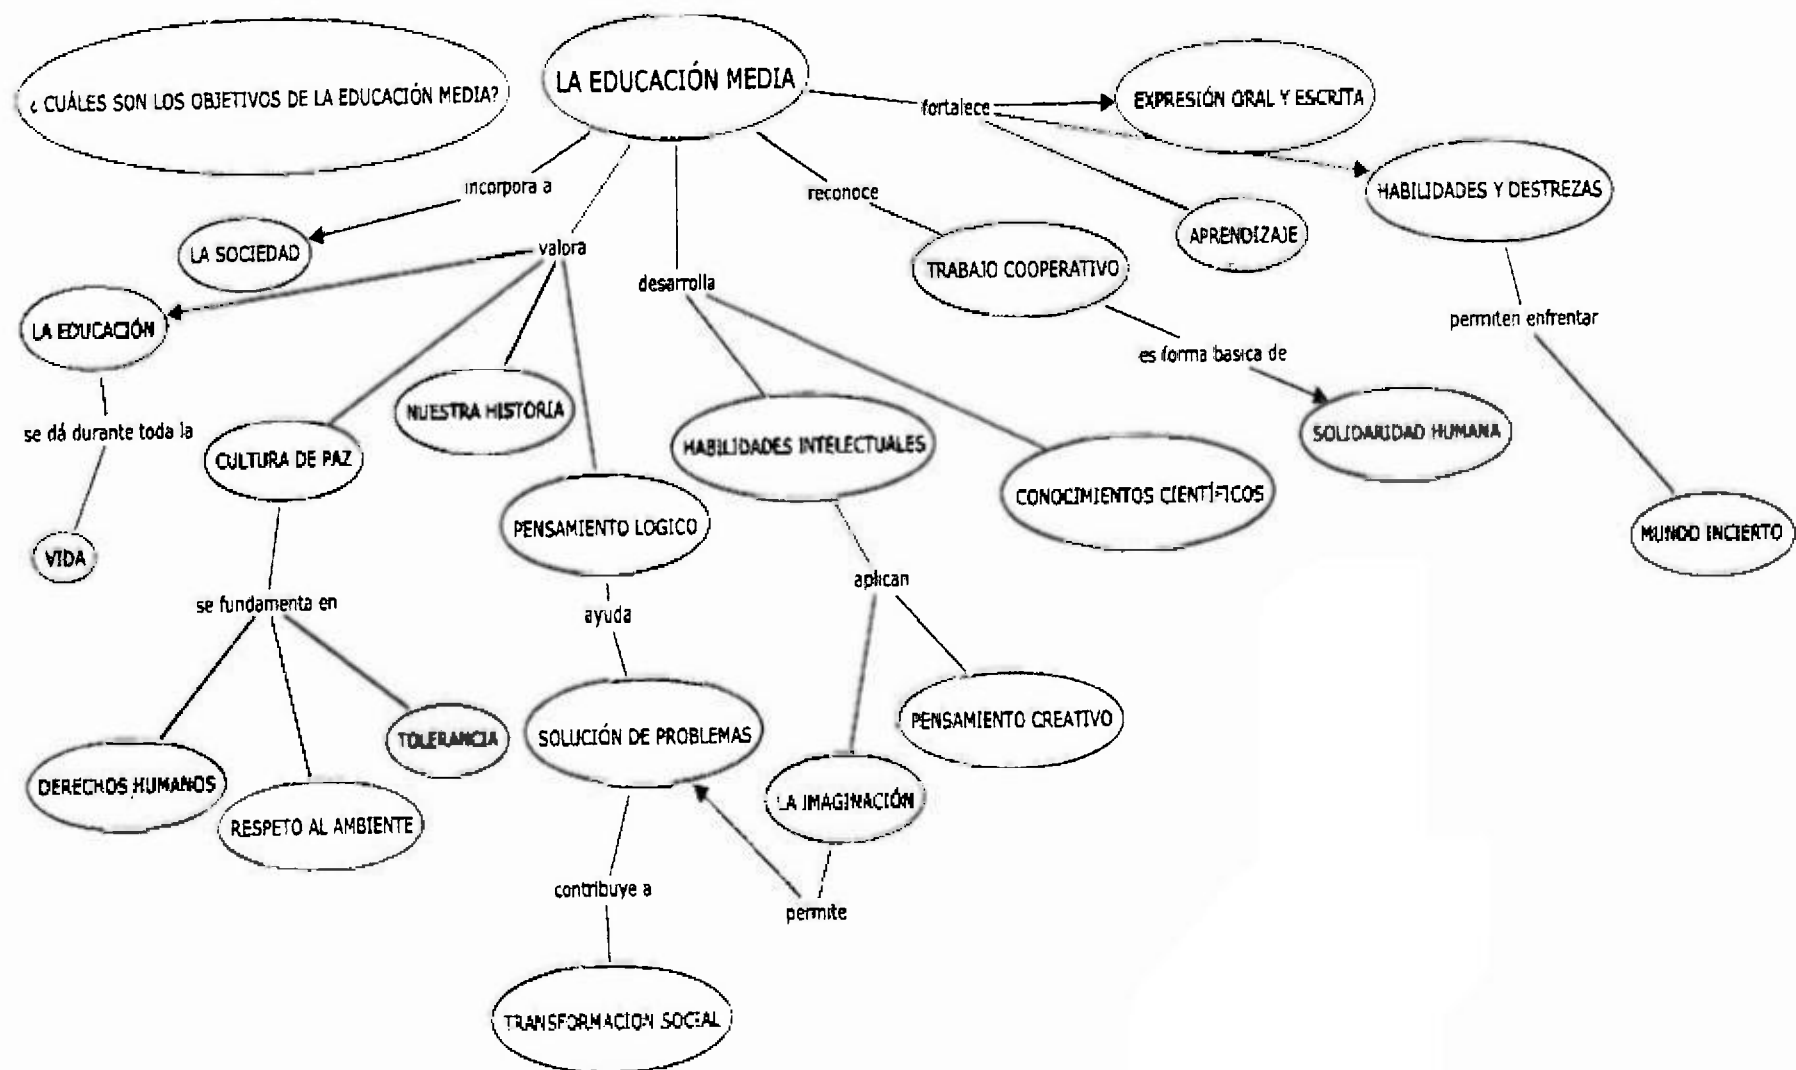 ¿ CUÁLES SON LOS OBJETIVOS DE LA EDUCACIÓN MEDIA?
LA EDUCACIÓN MEDIA
fortalece
EXPRESIÓN ORAL Y ESCRITA
HABILIDADES Y DESTREZAS
APRENDIZAJE
incorpora a
reconoce
LA SOCIEDAD
valora
desarrolla
TRABAJO COOPERATIVO
permiten enfrentar
LA EDUCACIÓN
es forma basica de
NUESTRA HISTORIA
se dá durante toda la
CULTURA DE PAZ
HABILIDADES INTELECTUALES
SOLIDARIDAD HUMANA
CONOCIMIENTOS CIENTÍFICOS
PENSAMIENTO LOGICO
MUNDO INCIERTO
VIDA
aplican
se fundamenta en
ayuda
PENSAMIENTO CREATIVO
SOLUCIÓN DE PROBLEMAS
TOLERANCIA
DERECHOS HUMANOS
LA IMAGINACIÓN
RESPETO AL AMBIENTE
contribuye a
permite
TRANSFORMACION SOCIAL